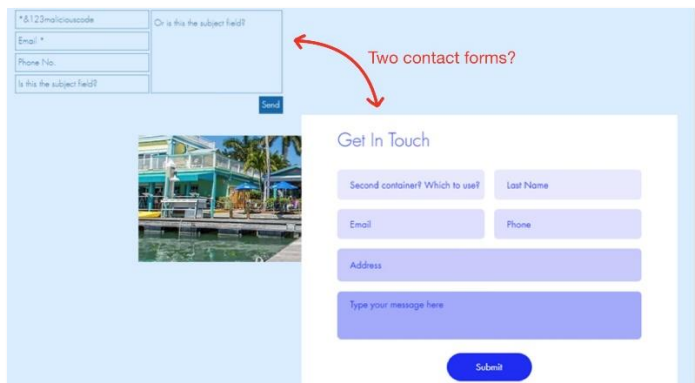 *&123maliciouscode
Email *
Phone No.
Is this the subject field?
Or is this the subject field?
Send
Two contact forms?
Get In Touch
Second container? Which to use?
Last Name
Email
Phone
Address
Type your message here
Submit